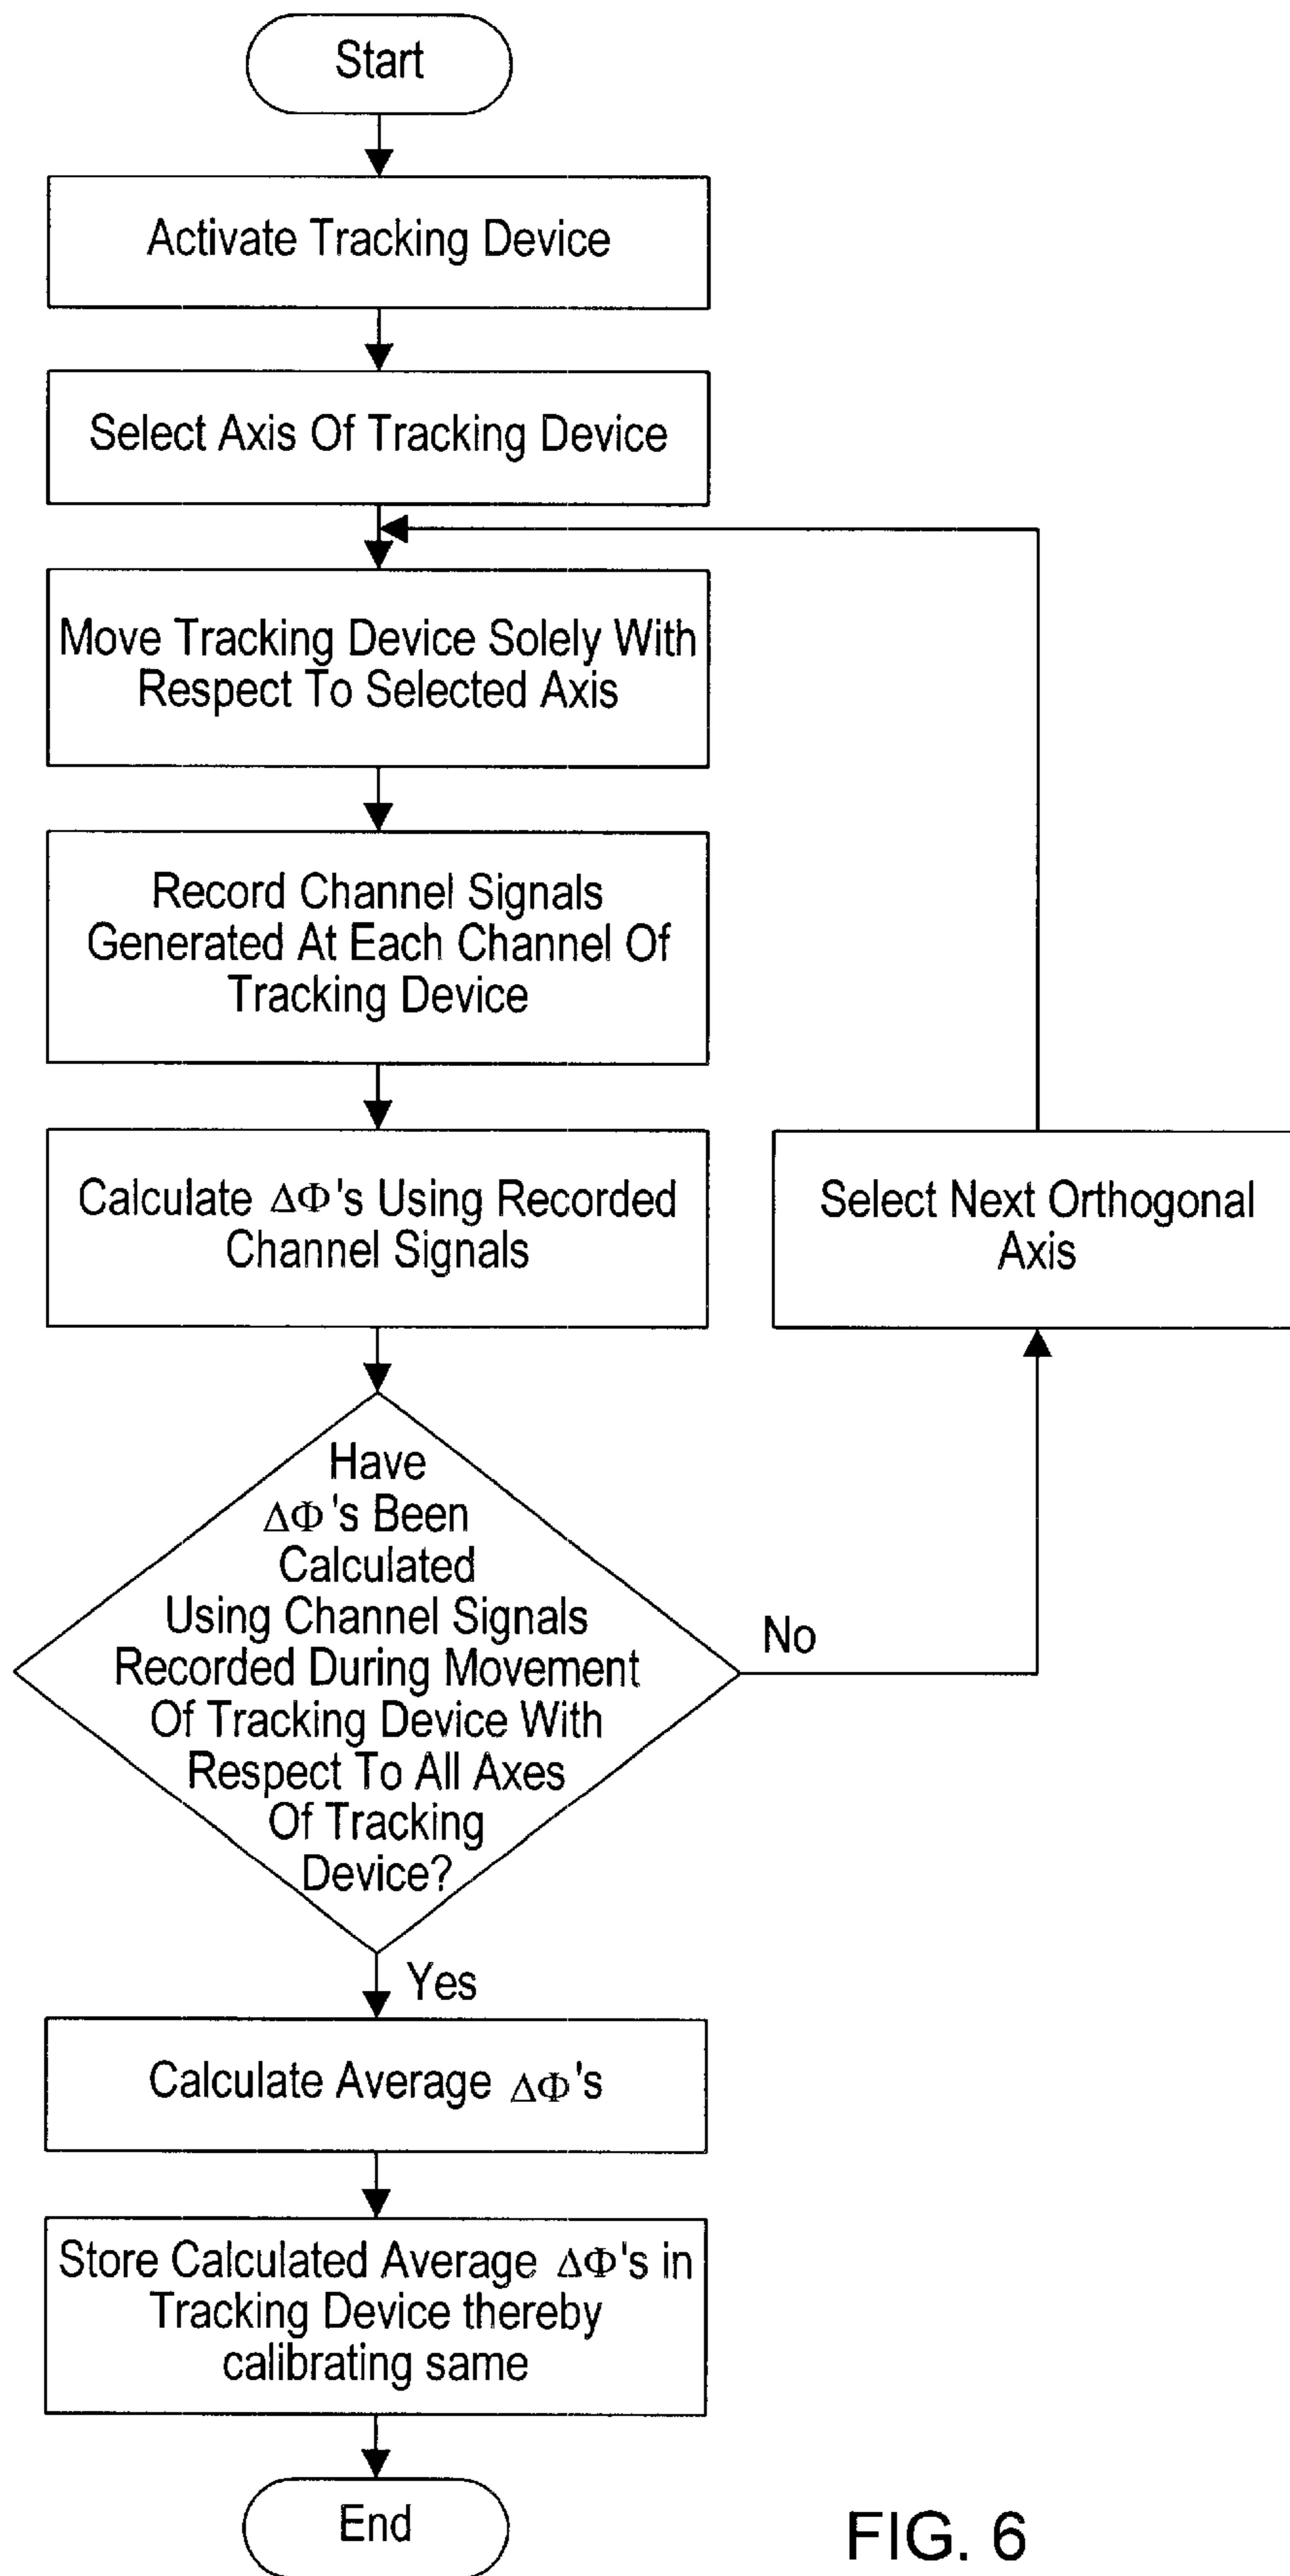 Start
Activate Tracking Device
Select Axis Of Tracking Device
Move Tracking Device Solely With
Respect To Selected Axis
Record Channel Signals
Generated At Each Channel Of
Tracking Device
Calculate ΔΦ's Using Recorded
Channel Signals
Select Next Orthogonal
Axis
Have
ΔΦ's Been
Calculated
Using Channel Signals
Recorded During Movement
Of Tracking Device With
Respect To All Axes
Of Tracking
Device?
No
Yes
Calculate Average ΔΦ's
Store Calculated Average ΔΦ's in
Tracking Device thereby
calibrating same
End
FIG. 6